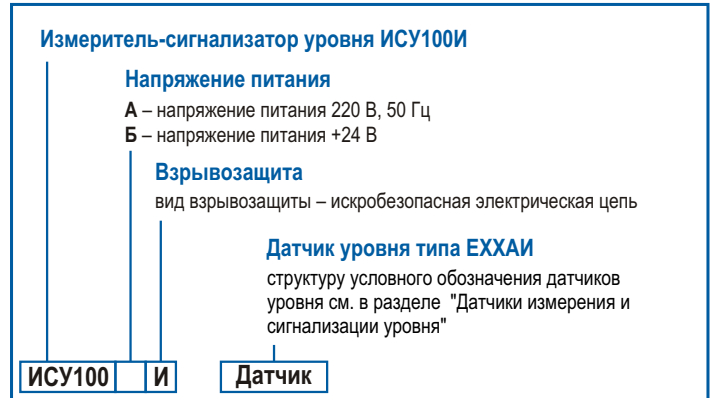 Измеритель-сигнализатор уровня ИСУ100И
Напряжение питания
А – напряжение питания 220 В, 50 Гц
Б – напряжение питания +24 В
Взрывозащита
вид взрывозащиты – искробезопасная электрическая цепь
Датчик уровня типа ЕХХАИ
структуру условного обозначения датчиков
уровня см. в разделе "Датчики измерения и
сигнализации уровня"
ИСУ100 И Датчик